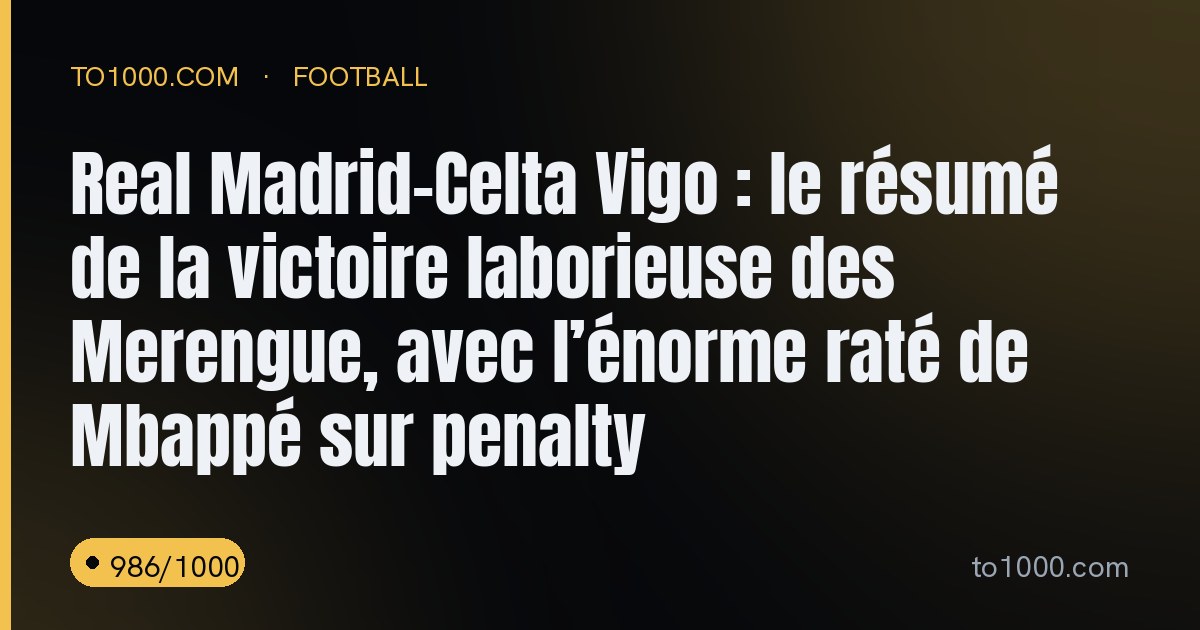 TO1000.COM · FOOTBALL
Real Madrid-Celta Vigo : le résumé
de la victoire laborieuse des
Merengue, avec l’énorme raté de
Mbappé sur penalty
986/1000
to1000.com